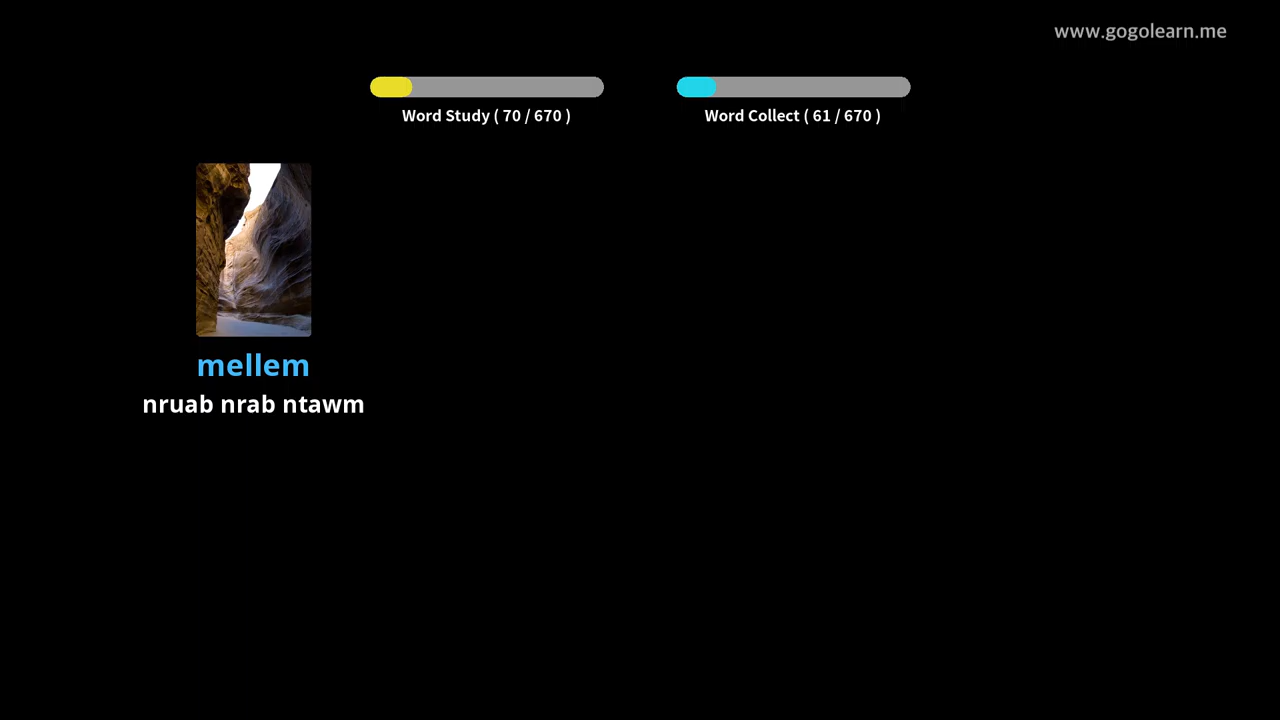 www.gogolearn.me
Word Study ( 70 / 670 )
Word Collect ( 61 / 670 )
mellem
nruab nrab ntawm